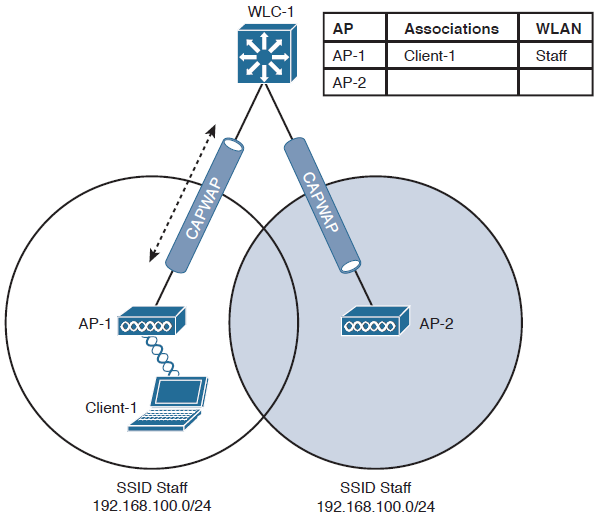 WLC-1
AP Associations WLAN
AP-1 Client-1 Staff
AP-2
CAPWAP
CAPWAP
AP-1
AP-2
Client-1
SSID Staff
192.168.100.0/24
SSID Staff
192.168.100.0/24